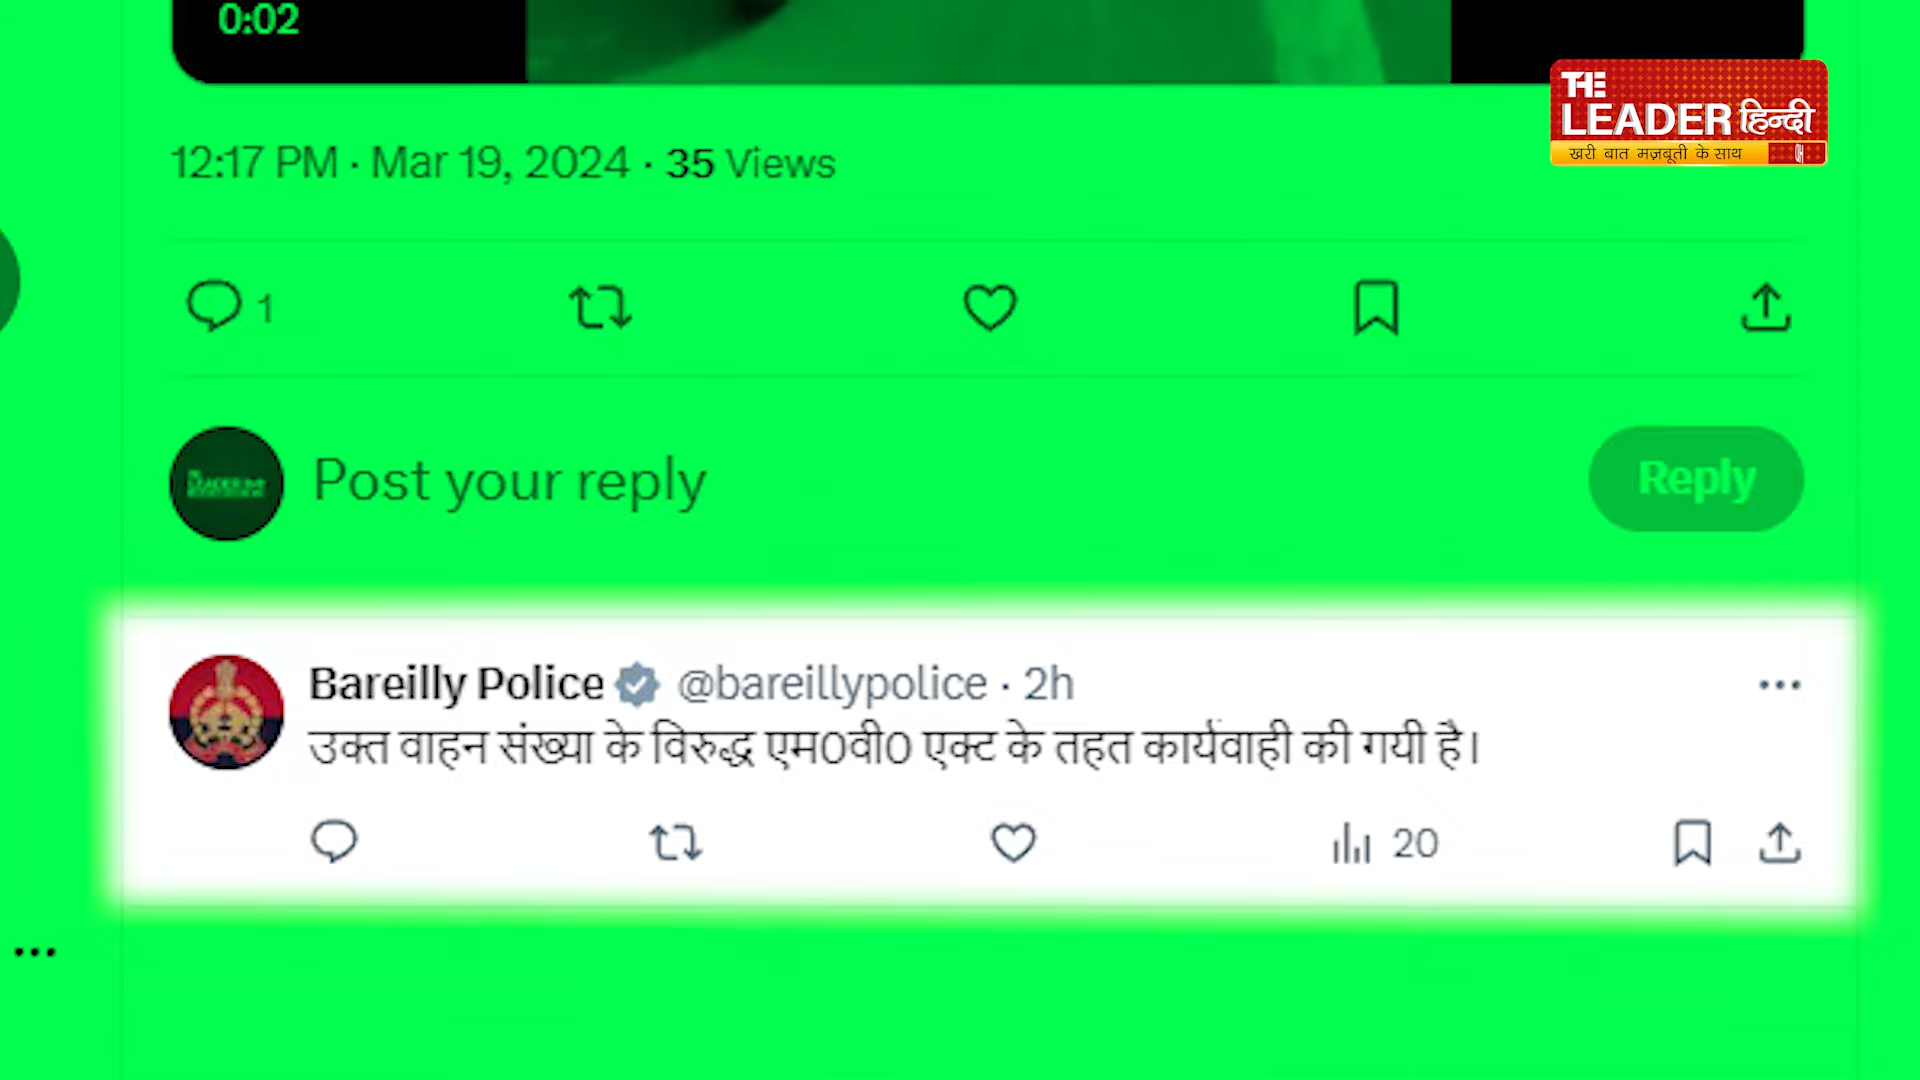 0:02
THE
LEADER हिन्दी
खरी बात मज़बूती के साथ
12:17 PM · Mar 19, 2024 · 35 Views
1
Post your reply
Reply
Bareilly Police @bareillypolice · 2h
उक्त वाहन संख्या के विरुद्ध एम0वी0 एक्ट के तहत कार्यवाही की गयी है।
20